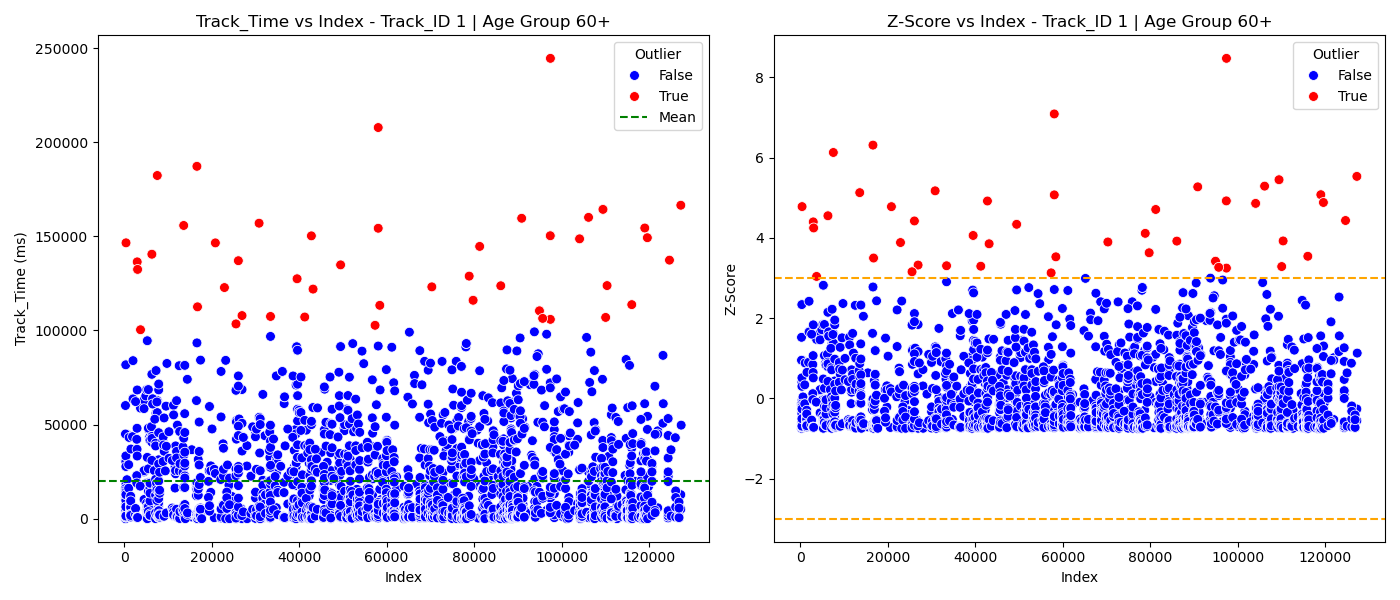 Track_Time vs Index - Track_ID 1 | Age Group 60+
Outlier
False
True
Mean
250000
200000
150000
100000
50000
0
Track_Time (ms)
0 20000 40000 60000 80000 100000 120000
Index
Z-Score vs Index - Track_ID 1 | Age Group 60+
Outlier
False
True
8
6
4
2
0
−2
Z-Score
0 20000 40000 60000 80000 100000 120000
Index